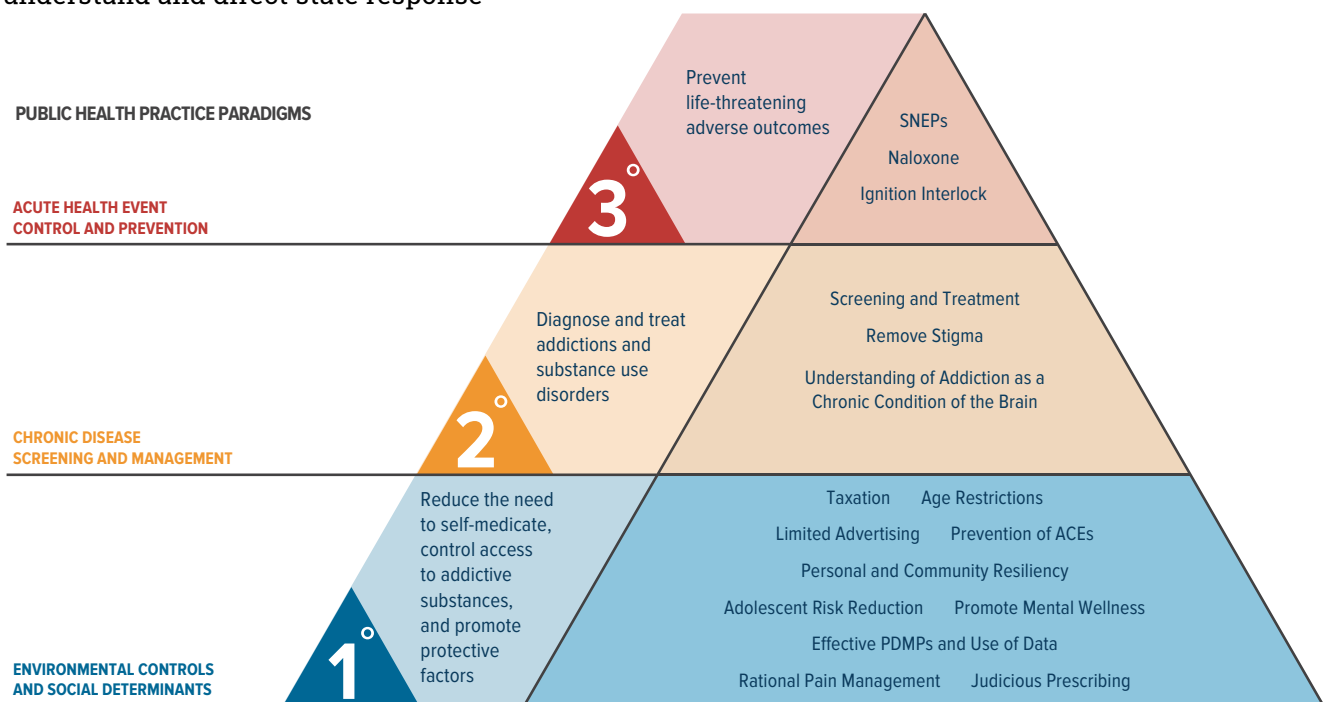 understand and direct state response
PUBLIC HEALTH PRACTICE PARADIGMS
ACUTE HEALTH EVENT
CONTROL AND PREVENTION
3°
Prevent
life-threatening
adverse outcomes
SNEPs
Naloxone
Ignition Interlock
CHRONIC DISEASE
SCREENING AND MANAGEMENT
2°
Diagnose and treat
addictions and
substance use
disorders
Screening and Treatment
Remove Stigma
Understanding of Addiction as a
Chronic Condition of the Brain
ENVIRONMENTAL CONTROLS
AND SOCIAL DETERMINANTS
1°
Reduce the need
to self-medicate,
control access
to addictive
substances,
and promote
protective
factors
Taxation Age Restrictions
Limited Advertising Prevention of ACEs
Personal and Community Resiliency
Adolescent Risk Reduction Promote Mental Wellness
Effective PDMPs and Use of Data
Rational Pain Management Judicious Prescribing